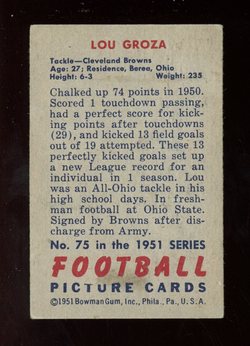 LOU GROZA
Tackle—Cleveland Browns
Age: 27; Residence, Berea, Ohio
Height: 6-3 Weight: 235
Chalked up 74 points in 1950.
Scored 1 touchdown passing,
had a perfect score for kick-
ing points after touchdowns
(29), and kicked 13 field goals
out of 19 attempted. These 13
perfectly kicked goals set up
a new League record for an
individual in 1 season. Lou
was an All-Ohio tackle in his
high school days. In fresh-
man football at Ohio State.
Signed by Browns after dis-
charge from Army.
No. 75 in the 1951 SERIES
FOOTBALL
PICTURE CARDS
©1951 Bowman Gum, Inc., Phila., Pa., U. S. A.